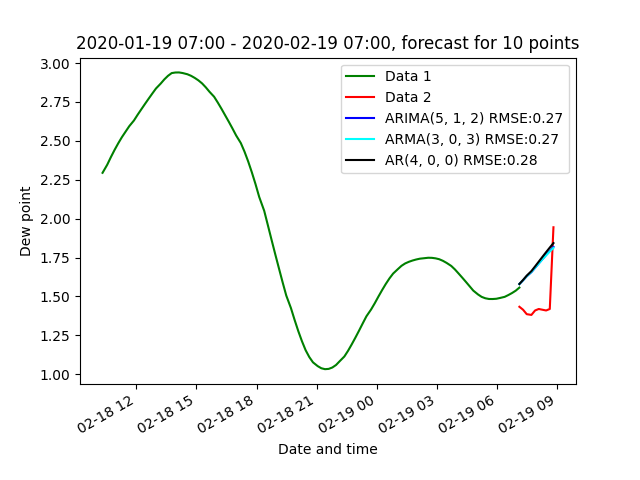 2020-01-19 07:00 - 2020-02-19 07:00, forecast for 10 points
Data 1
Data 2
ARIMA(5, 1, 2) RMSE:0.27
ARMA(3, 0, 3) RMSE:0.27
AR(4, 0, 0) RMSE:0.28
3.00
2.75
2.50
2.25
2.00
1.75
1.50
1.25
1.00
Dew point
02-18 12
02-18 15
02-18 18
02-18 21
02-19 00
02-19 03
02-19 06
02-19 09
Date and time